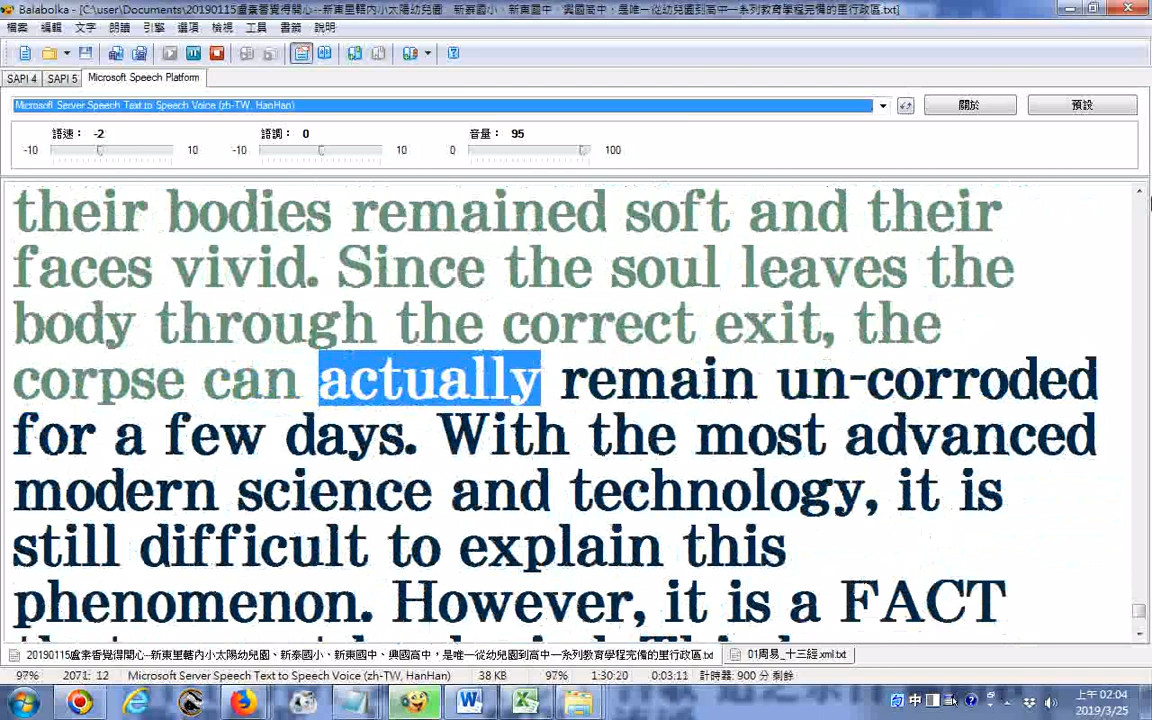 Balabolka - [C:\user\Documents\20190115盧素香覺得開心--新東里轄內小太陽幼兒園、新泰國小、新東國中、興國高中，是唯一從幼兒園到高中一系列教育學程完備的里行政區.txt]
檔案 編輯 文字 朗讀 引擎 選項 檢視 工具 書籤 說明
SAPI 4 SAPI 5 Microsoft Speech Platform
Microsoft Server Speech Text to Speech Voice (zh-TW, HanHan)
關於 預設
語速： -2 語調： 0 音量： 95
-10 10 -10 10 0 100
their bodies remained soft and their
faces vivid. Since the soul leaves the
body through the correct exit, the
corpse can actually remain un-corroded
for a few days. With the most advanced
modern science and technology, it is
still difficult to explain this
phenomenon. However, it is a FACT
20190115盧素香覺得開心--新東里轄內小太陽幼兒園、新泰國小、新東國中、興國高中，是唯一從幼兒園到高中一系列教育學程完備的里行政區.txt 01周易_十三經.xml.txt
97% 2071: 12 Microsoft Server Speech Text to Speech Voice (zh-TW, HanHan) 38 KB 97% 1:30:20 0:03:11 計時器: 900 分 剩餘
中 上午 02:04
2019/3/25